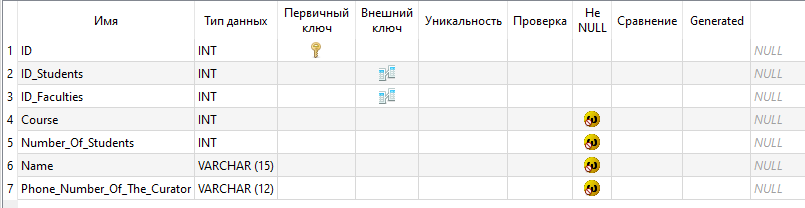 Имя Тип данных Первичный ключ Внешний ключ Уникальность Проверка Не NULL Сравнение Generated
1 ID INT NULL
2 ID_Students INT NULL
3 ID_Faculties INT NULL
4 Course INT NULL
5 Number_Of_Students INT NULL
6 Name VARCHAR (15) NULL
7 Phone_Number_Of_The_Curator VARCHAR (12) NULL